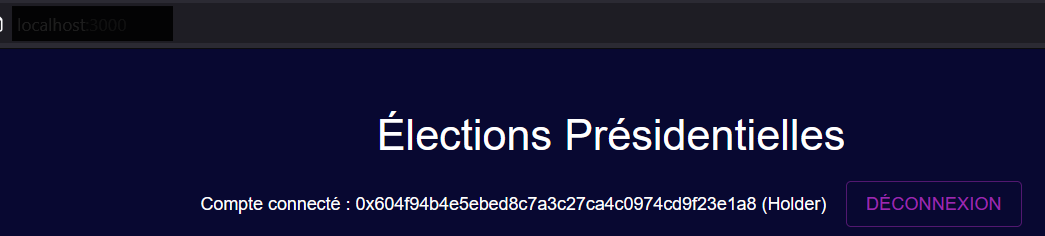 localhost:3000
Élections Présidentielles
Compte connecté : 0x604f94b4e5ebed8c7a3c27ca4c0974cd9f23e1a8 (Holder)
DÉCONNEXION